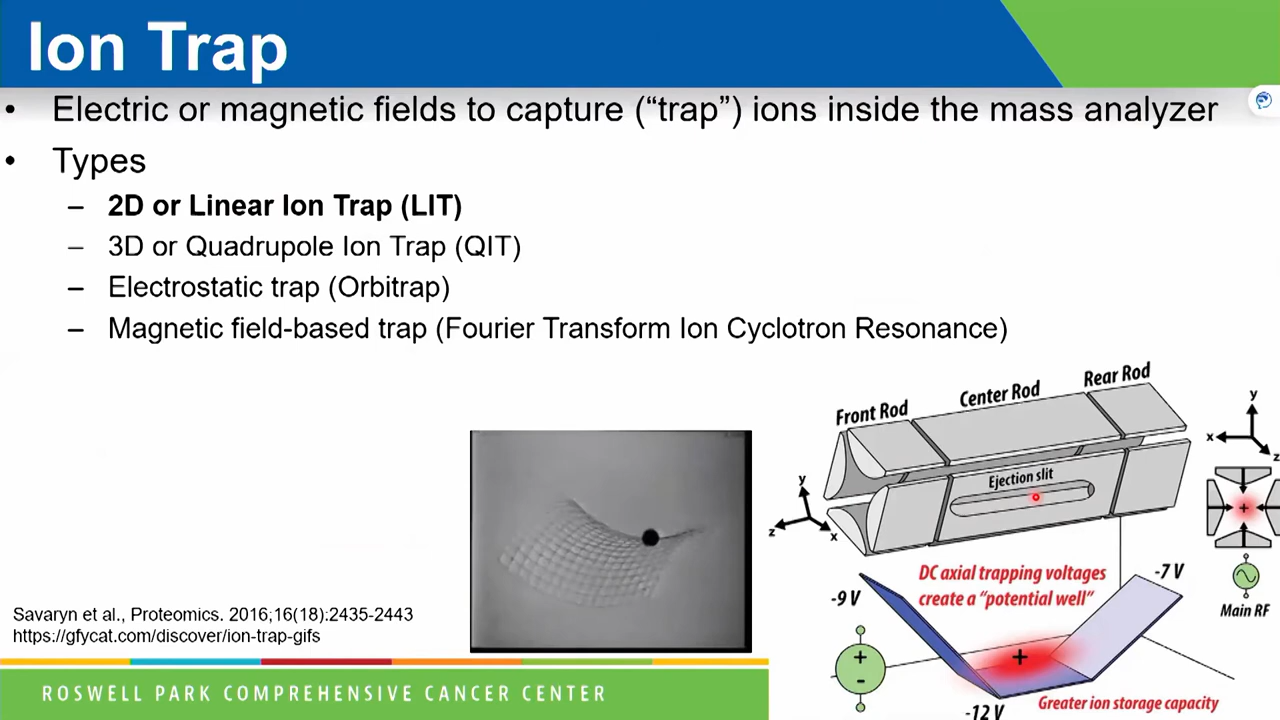 Ion Trap
• Electric or magnetic fields to capture (“trap”) ions inside the mass analyzer
• Types
– 2D or Linear Ion Trap (LIT)
– 3D or Quadrupole Ion Trap (QIT)
– Electrostatic trap (Orbitrap)
– Magnetic field-based trap (Fourier Transform Ion Cyclotron Resonance)
Front Rod
Center Rod
Rear Rod
Ejection slit
y
z
x
y
x
z
+
Main RF
DC axial trapping voltages
create a “potential well”
-9 V
-7 V
+
-
+
-12 V
Greater ion storage capacity
Savaryn et al., Proteomics. 2016;16(18):2435-2443
https://gfycat.com/discover/ion-trap-gifs
ROSWELL PARK COMPREHENSIVE CANCER CENTER